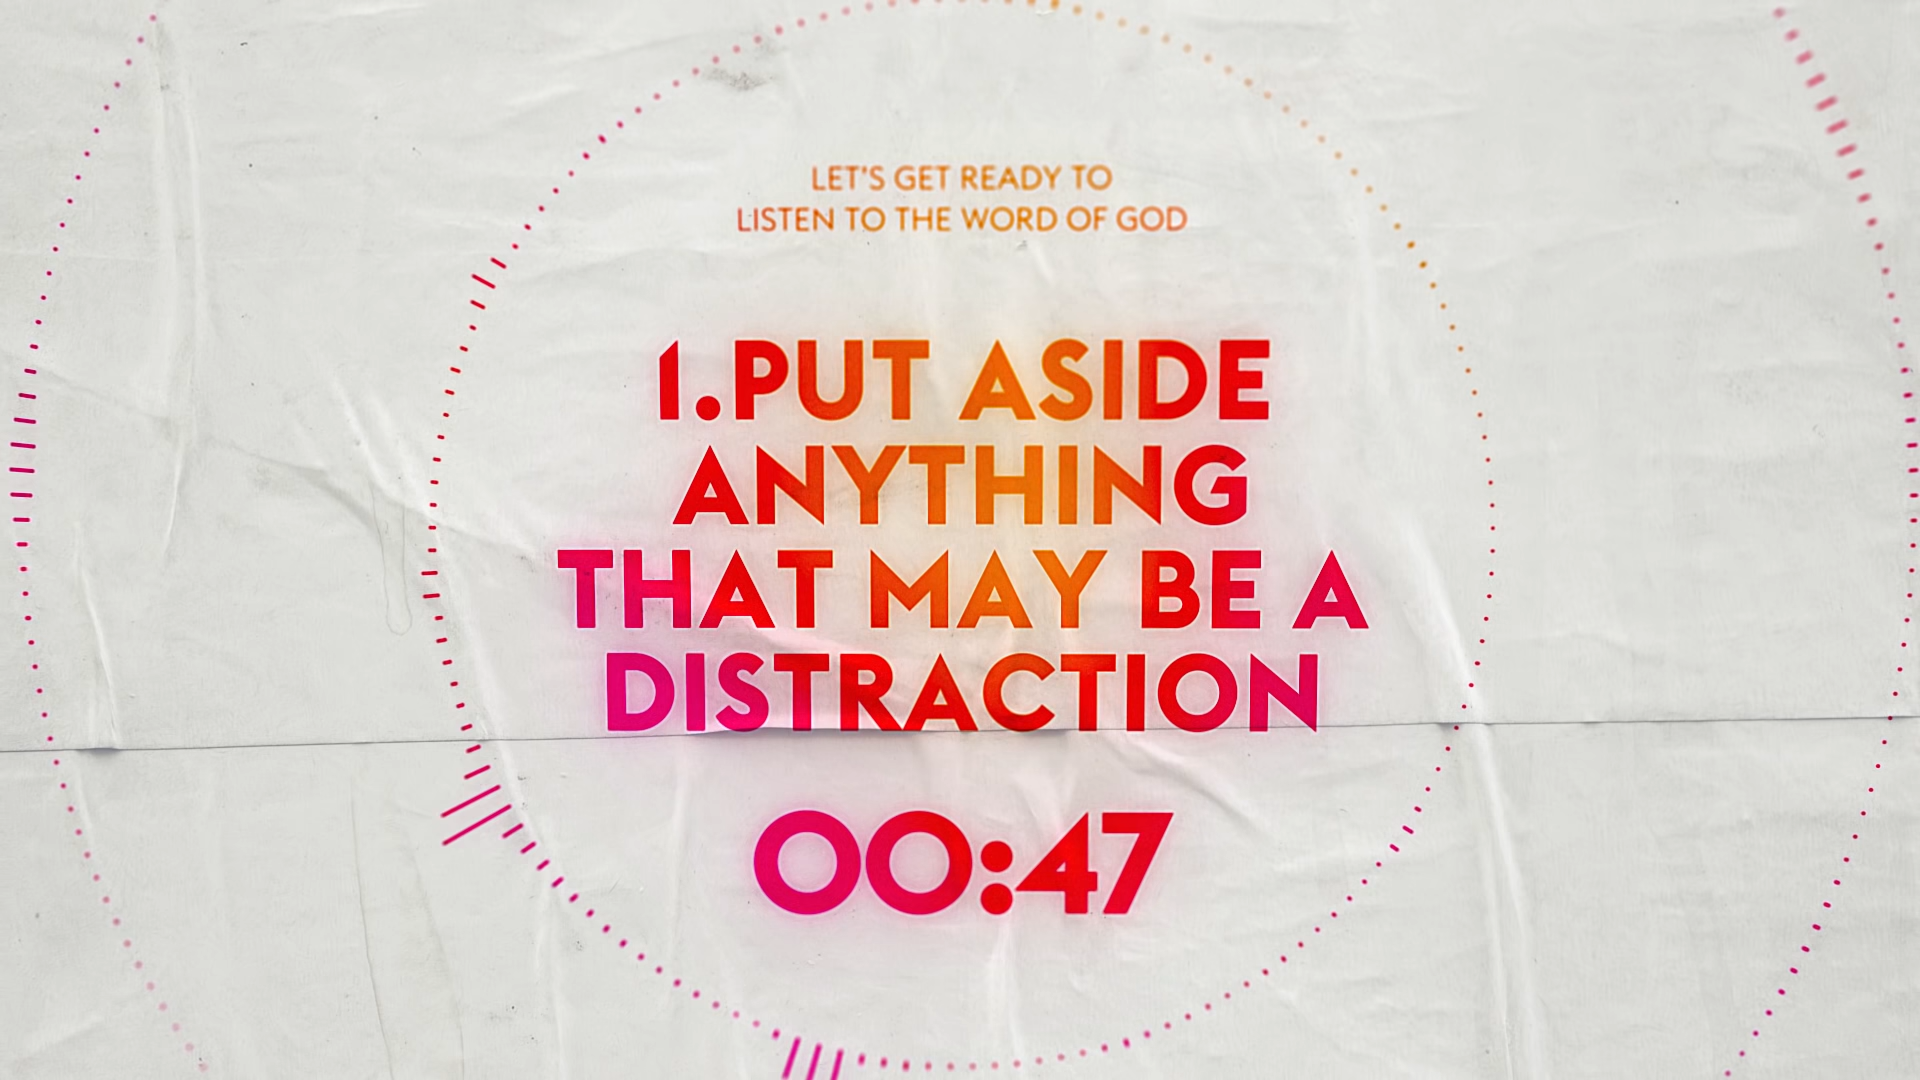 LET'S GET READY TO
LISTEN TO THE WORD OF GOD
1.PUT ASIDE
ANYTHING
THAT MAY BE A
DISTRACTION
00:47